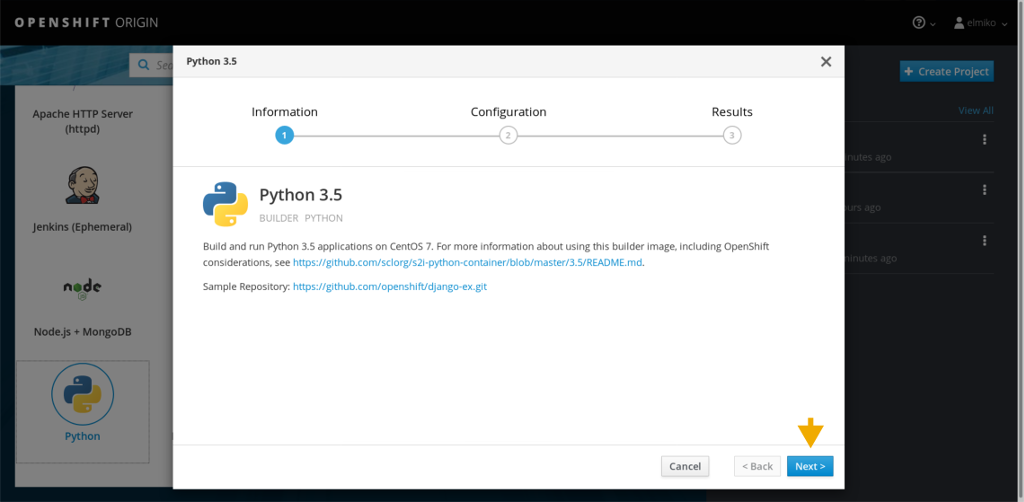 OPENSHIFT ORIGIN
elmiko
Python 3.5
Create Project
Information
Configuration
Results
View All
1
2
3
Apache HTTP Server
(httpd)
Python 3.5
BUILDER PYTHON
Jenkins (Ephemeral)
Build and run Python 3.5 applications on CentOS 7. For more information about using this builder image, including OpenShift
considerations, see https://github.com/sclorg/s2i-python-container/blob/master/3.5/README.md.
Sample Repository: https://github.com/openshift/django-ex.git
node
Node.js + MongoDB
Python
Cancel
< Back
Next >
minutes ago
ago
minutes ago